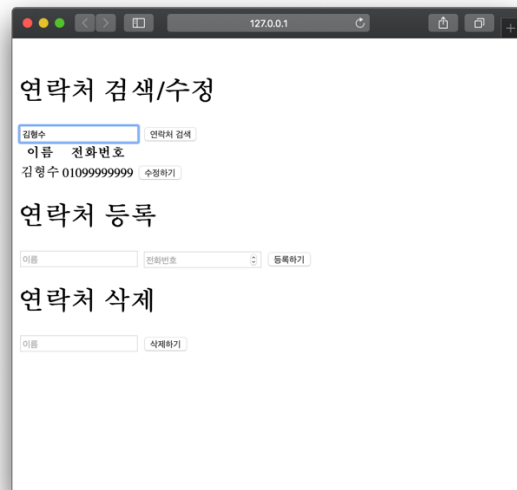 127.0.0.1
연락처 검색/수정
김형수 연락처 검색
이름 전화번호
김형수 01099999999 수정하기
연락처 등록
이름 전화번호 등록하기
연락처 삭제
이름 삭제하기